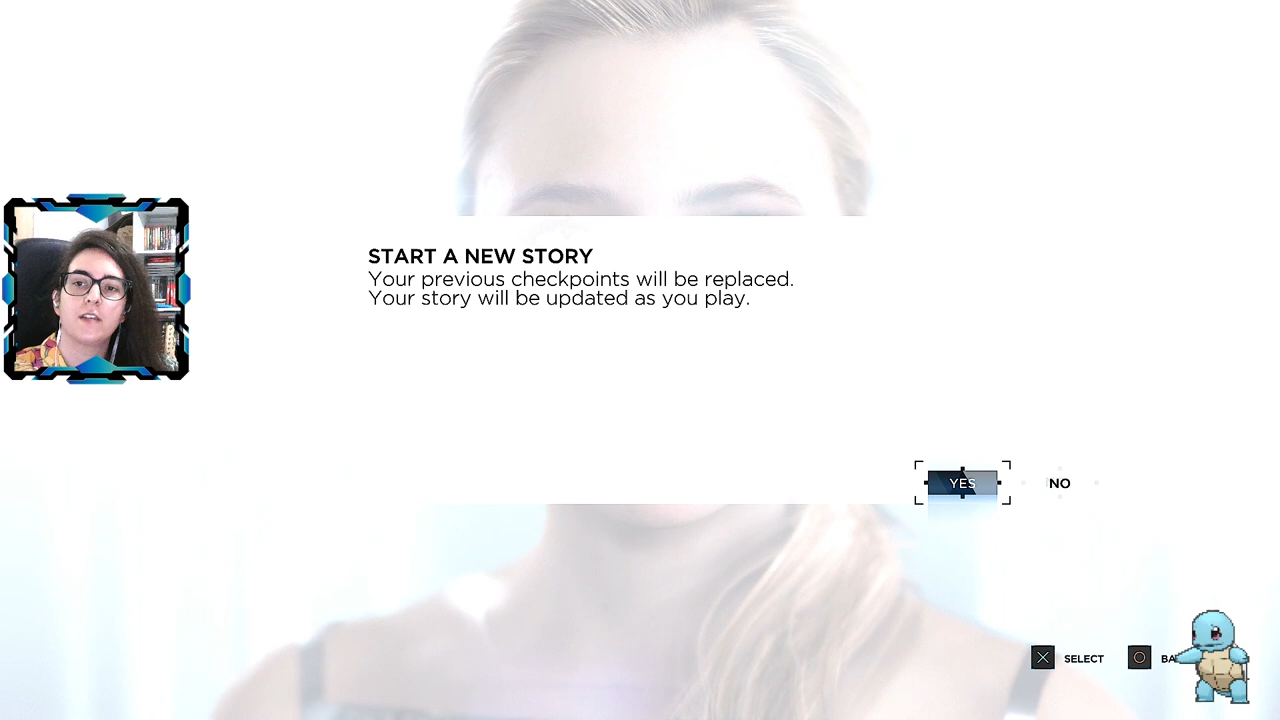 START A NEW STORY
Your previous checkpoints will be replaced.
Your story will be updated as you play.
YES
NO
SELECT
BA